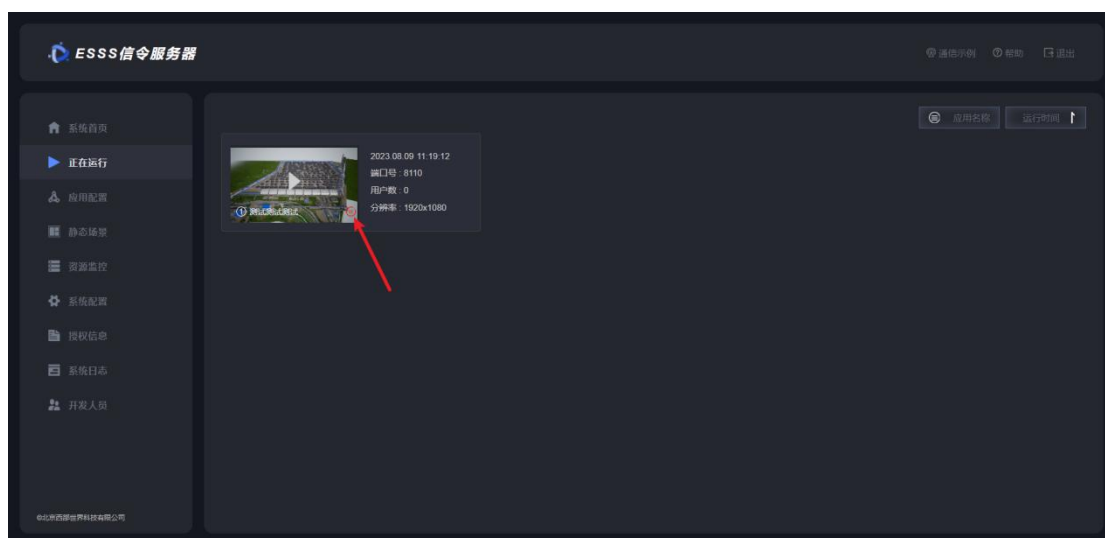 ESSS信令服务器
通信示例 帮助 退出
系统首页
正在运行
应用配置
静态场景
资源监控
系统配置
授权信息
系统日志
开发人员
应用名称 运行时间
2023.08.09 11:19:12
端口号 : 8110
用户数 : 0
分辨率 : 1920x1080
① 测试测试测试
©北京西部世界科技有限公司